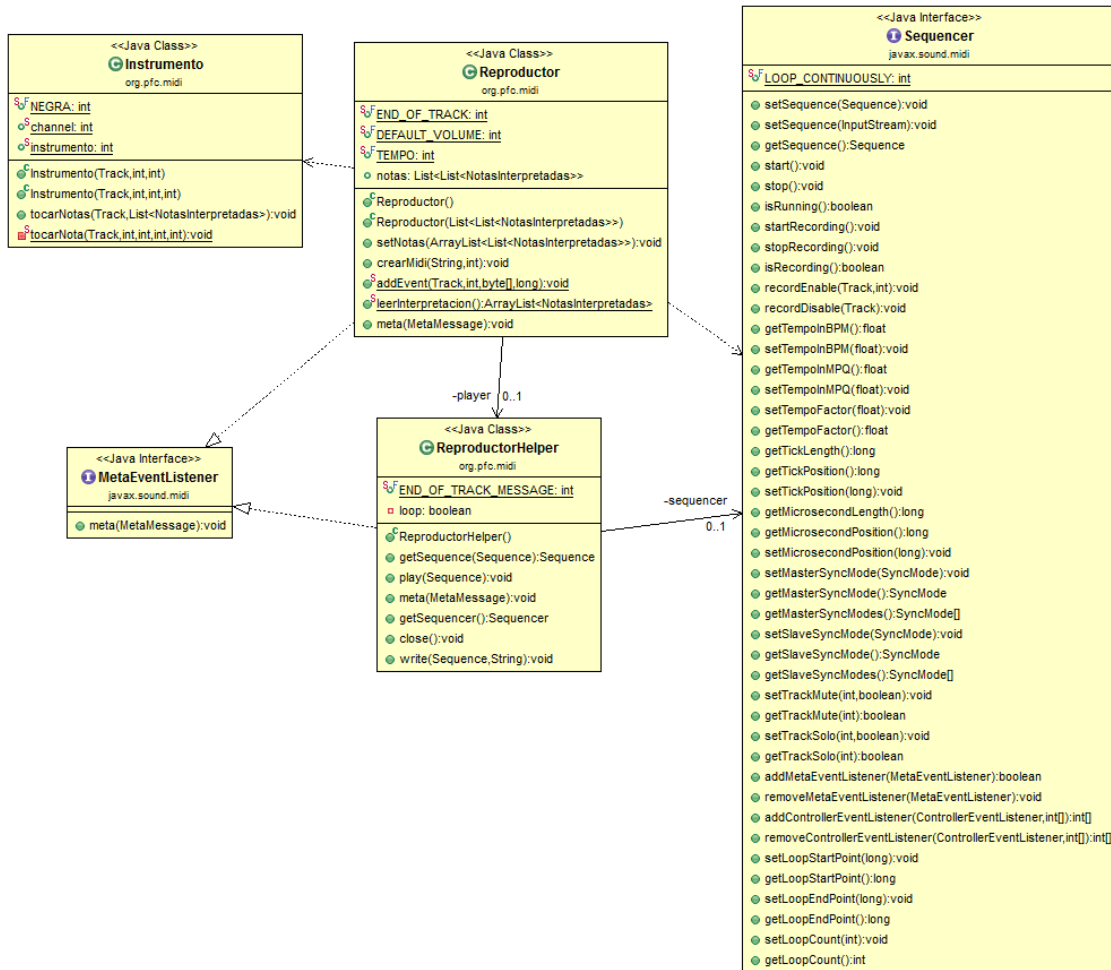 <<Java Class>>
Instrumento
org.pfc.midi
NEGRA: int
channel: int
instrumento: int
Instrumento(Track,int,int)
Instrumento(Track,int,int,int)
tocarNotas(Track,List<NotasInterpretadas>):void
tocarNota(Track,int,int,int,int):void
<<Java Class>>
Reproductor
org.pfc.midi
END_OF_TRACK: int
DEFAULT_VOLUME: int
TEMPO: int
notas: List<List<NotasInterpretadas>>
Reproductor()
Reproductor(List<List<NotasInterpretadas>>)
setNotas(ArrayList<List<NotasInterpretadas>>):void
crearMidi(String,int):void
addEvent(Track,int,byte[],long):void
leerInterpretacion():ArrayList<NotasInterpretadas>
meta(MetaMessage):void
-player
0..1
<<Java Interface>>
MetaEventListener
javax.sound.midi
meta(MetaMessage):void
<<Java Class>>
ReproductorHelper
org.pfc.midi
END_OF_TRACK_MESSAGE: int
loop: boolean
ReproductorHelper()
getSequence(Sequence):Sequence
play(Sequence):void
meta(MetaMessage):void
getSequencer():Sequencer
close():void
write(Sequence,String):void
-sequencer
0..1
<<Java Interface>>
Sequencer
javax.sound.midi
LOOP_CONTINUOUSLY: int
setSequence(Sequence):void
setSequence(InputStream):void
getSequence():Sequence
start():void
stop():void
isRunning():boolean
startRecording():void
stopRecording():void
isRecording():boolean
recordEnable(Track,int):void
recordDisable(Track):void
getTempoInBPM():float
setTempoInBPM(float):void
getTempoInMPQ():float
setTempoInMPQ(float):void
setTempoFactor(float):void
getTempoFactor():float
getTickLength():long
getTickPosition():long
setTickPosition(long):void
getMicrosecondLength():long
getMicrosecondPosition():long
setMicrosecondPosition(long):void
setMasterSyncMode(SyncMode):void
getMasterSyncMode():SyncMode
getMasterSyncModes():SyncMode[]
setSlaveSyncMode(SyncMode):void
getSlaveSyncMode():SyncMode
getSlaveSyncModes():SyncMode[]
setTrackMute(int,boolean):void
getTrackMute(int):boolean
setTrackSolo(int,boolean):void
getTrackSolo(int):boolean
addMetaEventListener(MetaEventListener):boolean
removeMetaEventListener(MetaEventListener):void
addControllerEventListener(ControllerEventListener,int[]):int[]
removeControllerEventListener(ControllerEventListener,int[]):int[]
setLoopStartPoint(long):void
getLoopStartPoint():long
setLoopEndPoint(long):void
getLoopEndPoint():long
setLoopCount(int):void
getLoopCount():int